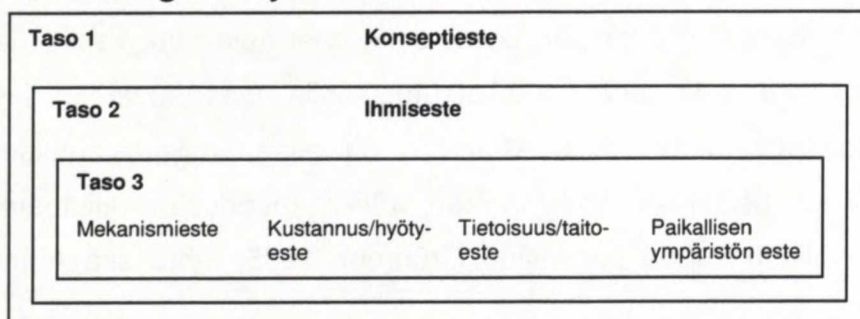 Taso 1 Konseptieste
Taso 2 Ihmiseste
Taso 3
Mekanismieste Kustannus/hyöty- Tietoisuus/taito- Paikallisen
este este ympäristön este